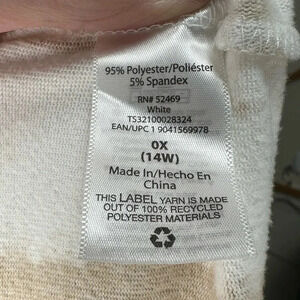 95% Polyester/Poliéster
5% Spandex
RN# 52469
White
TS32100028324
EAN/UPC 1 9041569978
0X
(14W)
Made In/Hecho En
China
THIS LABEL YARN IS MADE
OUT OF 100% RECYCLED
POLYESTER MATERIALS